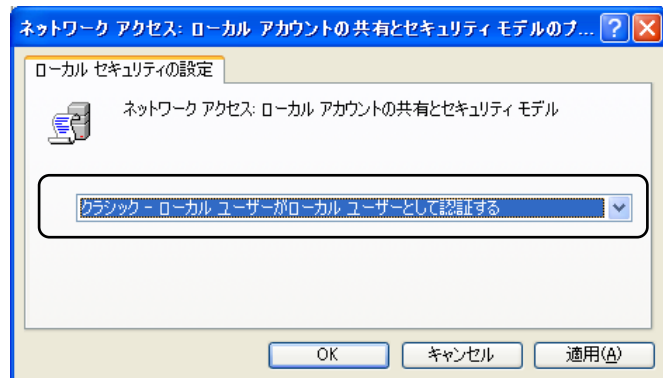 ネットワーク アクセス: ローカル アカウントの共有とセキュリティ モデルのプ...
ローカル セキュリティの設定
ネットワーク アクセス: ローカル アカウントの共有とセキュリティ モデル
クラシック - ローカル ユーザーがローカル ユーザーとして認証する
OK
キャンセル
適用(A)